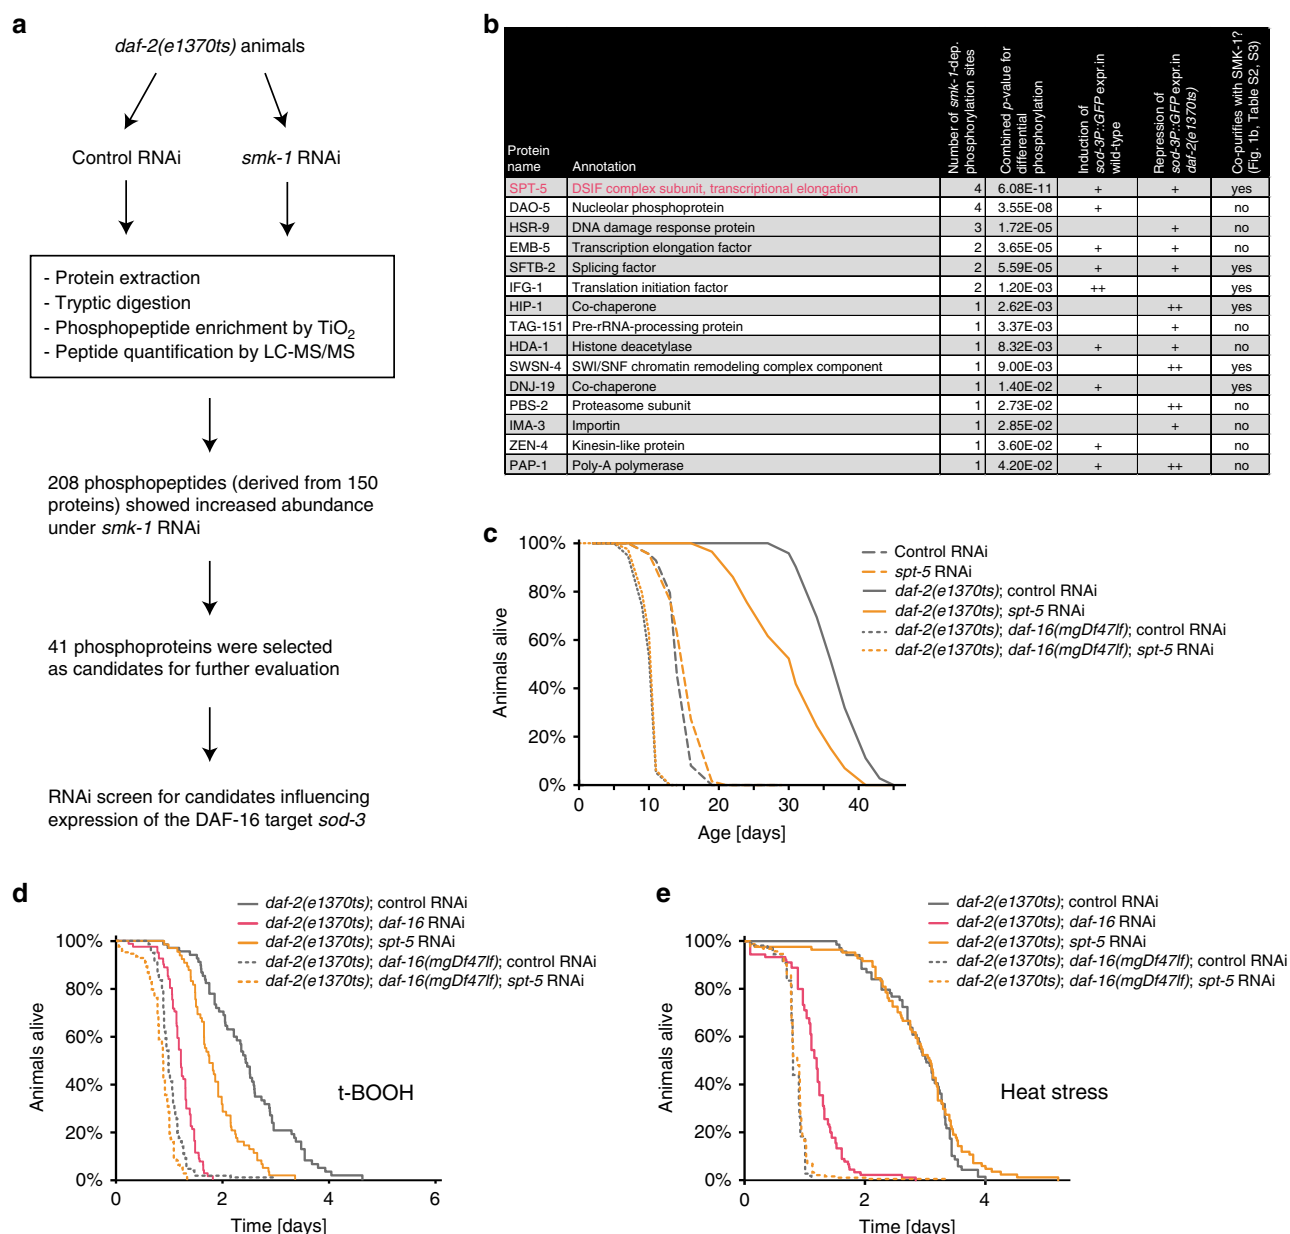 a
daf-2(e1370ts) animals
Control RNAi
smk-1 RNAi
- Protein extraction
- Tryptic digestion
- Phosphopeptide enrichment by TiO2
- Peptide quantification by LC-MS/MS
208 phosphopeptides (derived from 150
proteins) showed increased abundance
under smk-1 RNAi
41 phosphoproteins were selected
as candidates for further evaluation
RNAi screen for candidates influencing
expression of the DAF-16 target sod-3
b
Protein
name
Annotation
Number of smk-1-dep.
phosphorylation sites
Combined p-value for
differential
phosphorylation
Induction of
sod-3P::GFP expr.in
wild-type
Repression of
sod-3P::GFP expr.in
daf-2(e1370ts)
Co-purifies with SMK-1?
(Fig. 1b, Table S2, S3)
SPT-5 DSIF complex subunit, transcriptional elongation 4 6.08E-11 + + yes
DAO-5 Nucleolar phosphoprotein 4 3.55E-08 + no
HSR-9 DNA damage response protein 3 1.72E-05 + no
EMB-5 Transcription elongation factor 2 3.65E-05 + + no
SFTB-2 Splicing factor 2 5.59E-05 + + yes
IFG-1 Translation initiation factor 2 1.20E-03 ++ yes
HIP-1 Co-chaperone 1 2.62E-03 ++ yes
TAG-151 Pre-rRNA-processing protein 1 3.37E-03 + no
HDA-1 Histone deacetylase 1 8.32E-03 + + no
SWSN-4 SWI/SNF chromatin remodeling complex component 1 9.00E-03 ++ yes
DNJ-19 Co-chaperone 1 1.40E-02 + yes
PBS-2 Proteasome subunit 1 2.73E-02 ++ no
IMA-3 Importin 1 2.85E-02 + no
ZEN-4 Kinesin-like protein 1 3.60E-02 + no
PAP-1 Poly-A polymerase 1 4.20E-02 + ++ no
c
Animals alive
100%
80%
60%
40%
20%
0%
0 10 20 30 40
Age [days]
Control RNAi
spt-5 RNAi
daf-2(e1370ts); control RNAi
daf-2(e1370ts); spt-5 RNAi
daf-2(e1370ts); daf-16(mgDf47lf); control RNAi
daf-2(e1370ts); daf-16(mgDf47lf); spt-5 RNAi
d
daf-2(e1370ts); control RNAi
daf-2(e1370ts); daf-16 RNAi
daf-2(e1370ts); spt-5 RNAi
daf-2(e1370ts); daf-16(mgDf47lf); control RNAi
daf-2(e1370ts); daf-16(mgDf47lf); spt-5 RNAi
Animals alive
100%
80%
60%
40%
20%
0%
t-BOOH
0 2 4 6
Time [days]
e
daf-2(e1370ts); control RNAi
daf-2(e1370ts); daf-16 RNAi
daf-2(e1370ts); spt-5 RNAi
daf-2(e1370ts); daf-16(mgDf47lf); control RNAi
daf-2(e1370ts); daf-16(mgDf47lf); spt-5 RNAi
Animals alive
100%
80%
60%
40%
20%
0%
Heat stress
0 2 4
Time [days]